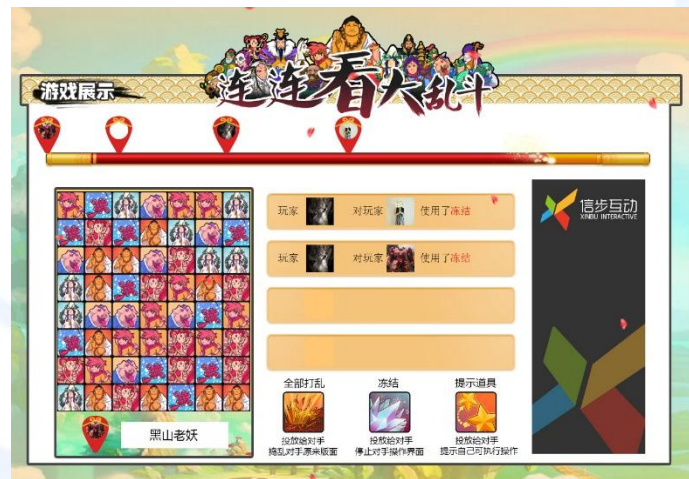 连连看大乱斗
游戏展示
信步互动
XINBU INTERACTIVE
玩家 对玩家 使用了冻结
玩家 对玩家 使用了冻结
全部打乱 冻结 提示道具
投放给对手 投放给对手 投放给对手
捣乱对手原来版面 停止对手操作界面 提示自己可执行操作
黑山老妖